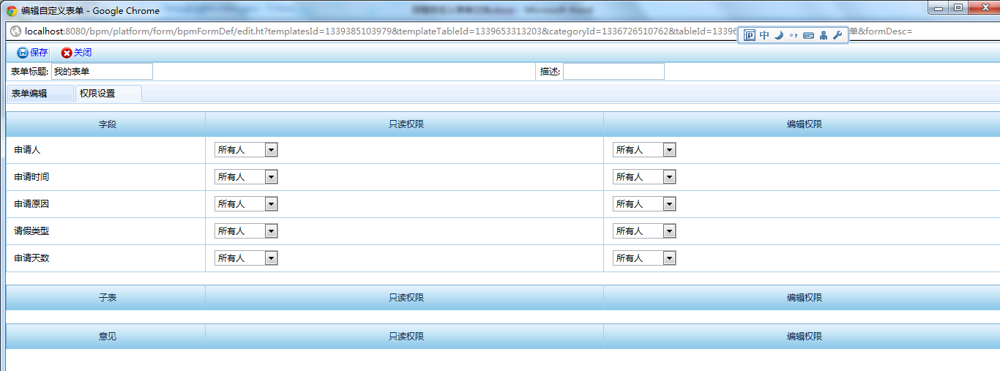 编辑自定义表单 - Google Chrome
localhost:8080/bpm/platform/form/bpmFormDef/edit.ht?templatesId=1339385103979&templateTableId=1339653313203&categoryId=1336726510762&tableId=13396 单&formDesc=
中
保存 关闭
表单标题: 我的表单 描述:
表单编辑 权限设置
字段 只读权限 编辑权限
申请人 所有人 所有人
申请时间 所有人 所有人
申请原因 所有人 所有人
请假类型 所有人 所有人
申请天数 所有人 所有人
子表 只读权限 编辑权限
意见 只读权限 编辑权限